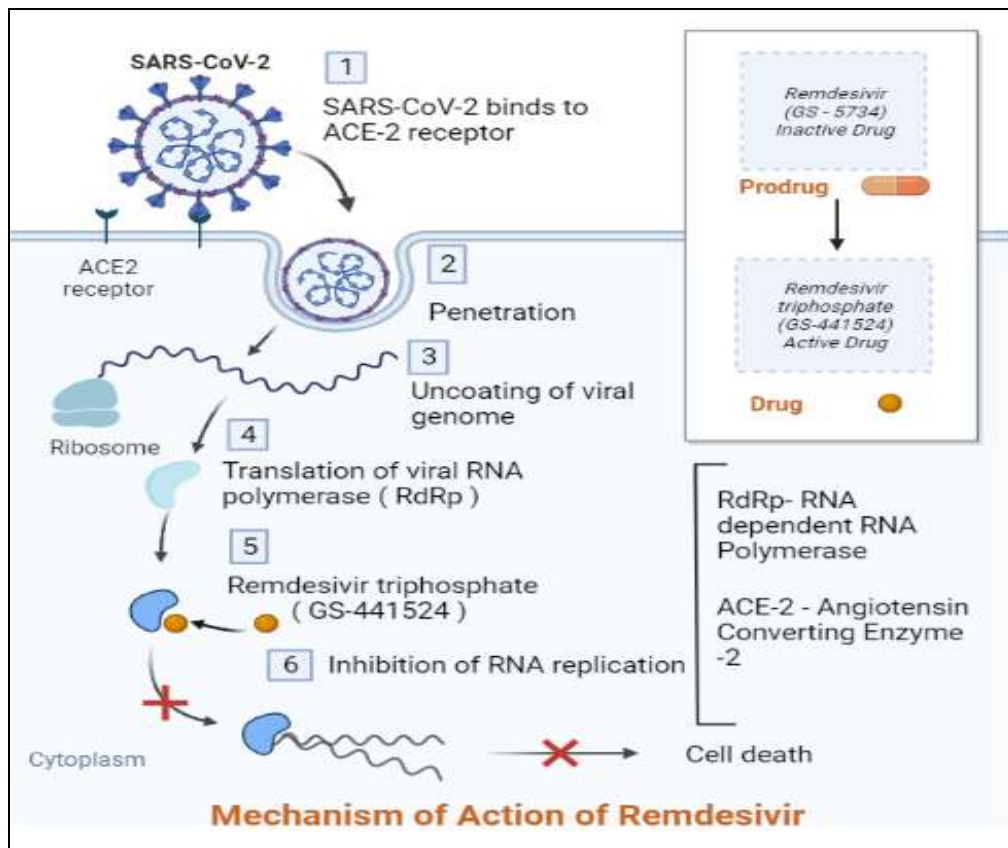 SARS-CoV-2
1
SARS-CoV-2 binds to
ACE-2 receptor
ACE2
receptor
2
Penetration
3
Uncoating of viral
genome
Ribosome
4
Translation of viral RNA
polymerase ( RdRp )
5
Remdesivir triphosphate
( GS-441524 )
6
Inhibition of RNA replication
Cell death
Cytoplasm
Remdesivir
(GS - 5734)
Inactive Drug
Prodrug
Remdesivir
triphosphate
(GS-441524)
Active Drug
Drug
RdRp- RNA
dependent RNA
Polymerase
ACE-2 - Angiotensin
Converting Enzyme
-2
Mechanism of Action of Remdesivir